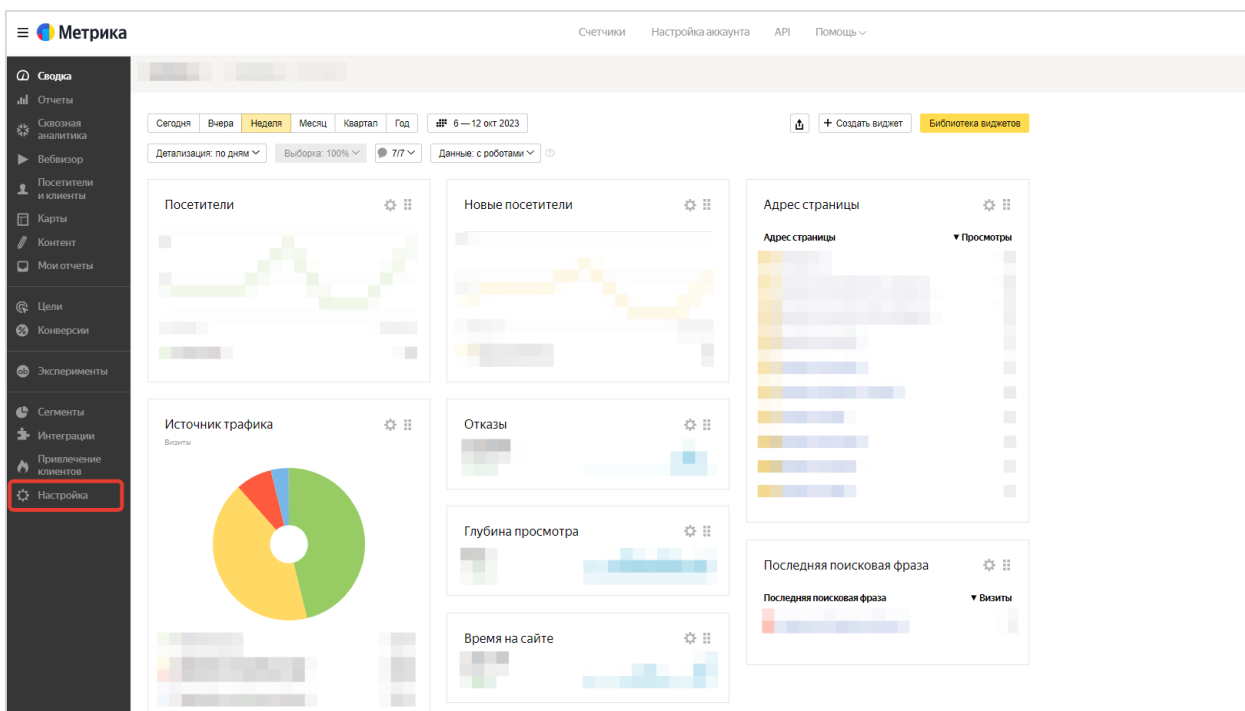 Метрика
Счетчики Настройка аккаунта API Помощь
Сводка
Отчеты
Сквозная
аналитика
Вебвизор
Посетители
и клиенты
Карты
Контент
Мои отчеты
Цели
Конверсии
Эксперименты
Сегменты
Интеграции
Привлечение
клиентов
Настройка
Сегодня Вчера Неделя Месяц Квартал Год 6 — 12 окт 2023
+ Создать виджет Библиотека виджетов
Детализация: по дням Выборка: 100% 7/7 Данные: с роботами
Посетители
Новые посетители
Адрес страницы
Адрес страницы ▼ Просмотры
Источник трафика
Визиты
Отказы
Глубина просмотра
Время на сайте
Последняя поисковая фраза
Последняя поисковая фраза ▼ Визиты